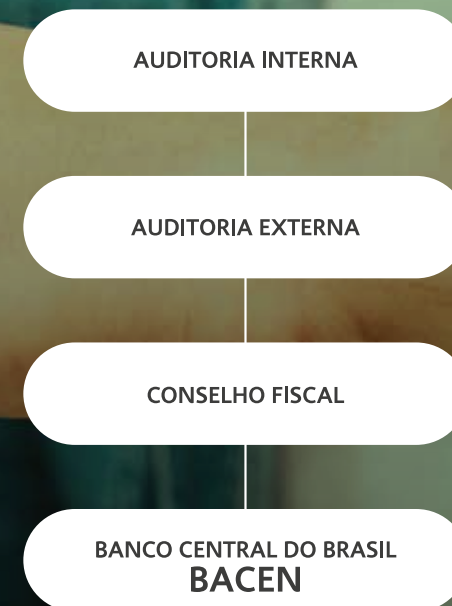 AUDITORIA INTERNA
AUDITORIA EXTERNA
CONSELHO FISCAL
BANCO CENTRAL DO BRASIL
BACEN